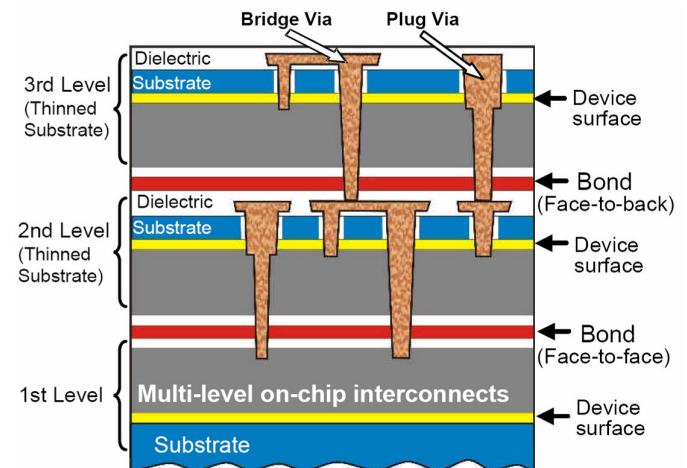 Bridge Via
Plug Via
Dielectric
Substrate
3rd Level
(Thinned
Substrate)
Device
surface
Bond
(Face-to-back)
Dielectric
Substrate
2nd Level
(Thinned
Substrate)
Device
surface
Bond
(Face-to-face)
1st Level
Multi-level on-chip interconnects
Device
surface
Substrate